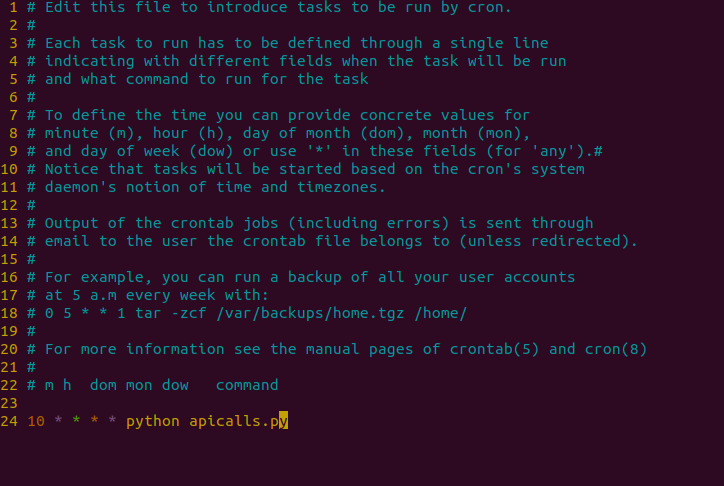 1 # Edit this file to introduce tasks to be run by cron.
2 #
3 # Each task to run has to be defined through a single line
4 # indicating with different fields when the task will be run
5 # and what command to run for the task
6 #
7 # To define the time you can provide concrete values for
8 # minute (m), hour (h), day of month (dom), month (mon),
9 # and day of week (dow) or use '*' in these fields (for 'any').#
10 # Notice that tasks will be started based on the cron's system
11 # daemon's notion of time and timezones.
12 #
13 # Output of the crontab jobs (including errors) is sent through
14 # email to the user the crontab file belongs to (unless redirected).
15 #
16 # For example, you can run a backup of all your user accounts
17 # at 5 a.m every week with:
18 # 0 5 * * 1 tar -zcf /var/backups/home.tgz /home/
19 #
20 # For more information see the manual pages of crontab(5) and cron(8)
21 #
22 # m h  dom mon dow   command
23
24 10 * * * * python apicalls.py